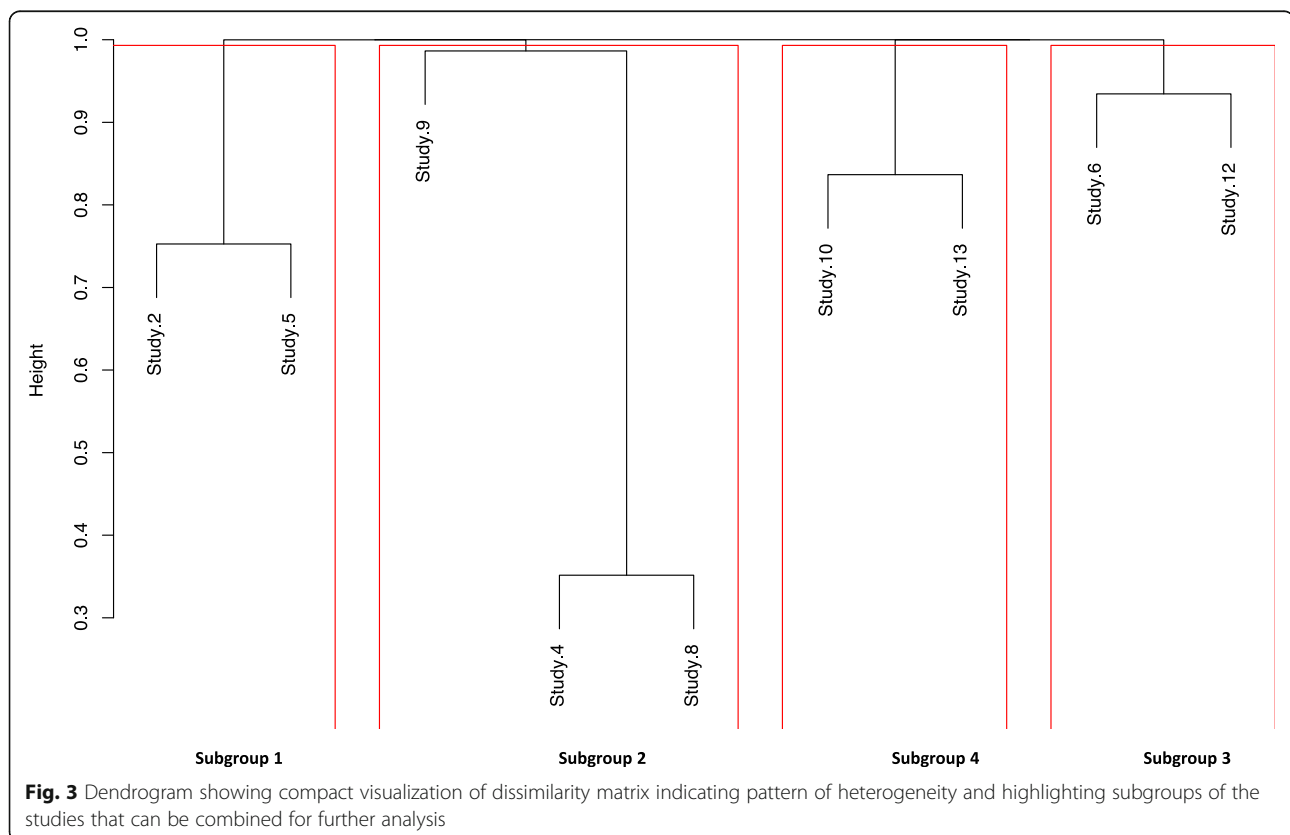 Height
1.0
0.9
0.8
0.7
0.6
0.5
0.4
0.3
Study.2
Study.5
Study.9
Study.4
Study.8
Study.10
Study.13
Study.6
Study.12
Subgroup 1
Subgroup 2
Subgroup 4
Subgroup 3
Fig. 3 Dendrogram showing compact visualization of dissimilarity matrix indicating pattern of heterogeneity and highlighting subgroups of the
studies that can be combined for further analysis